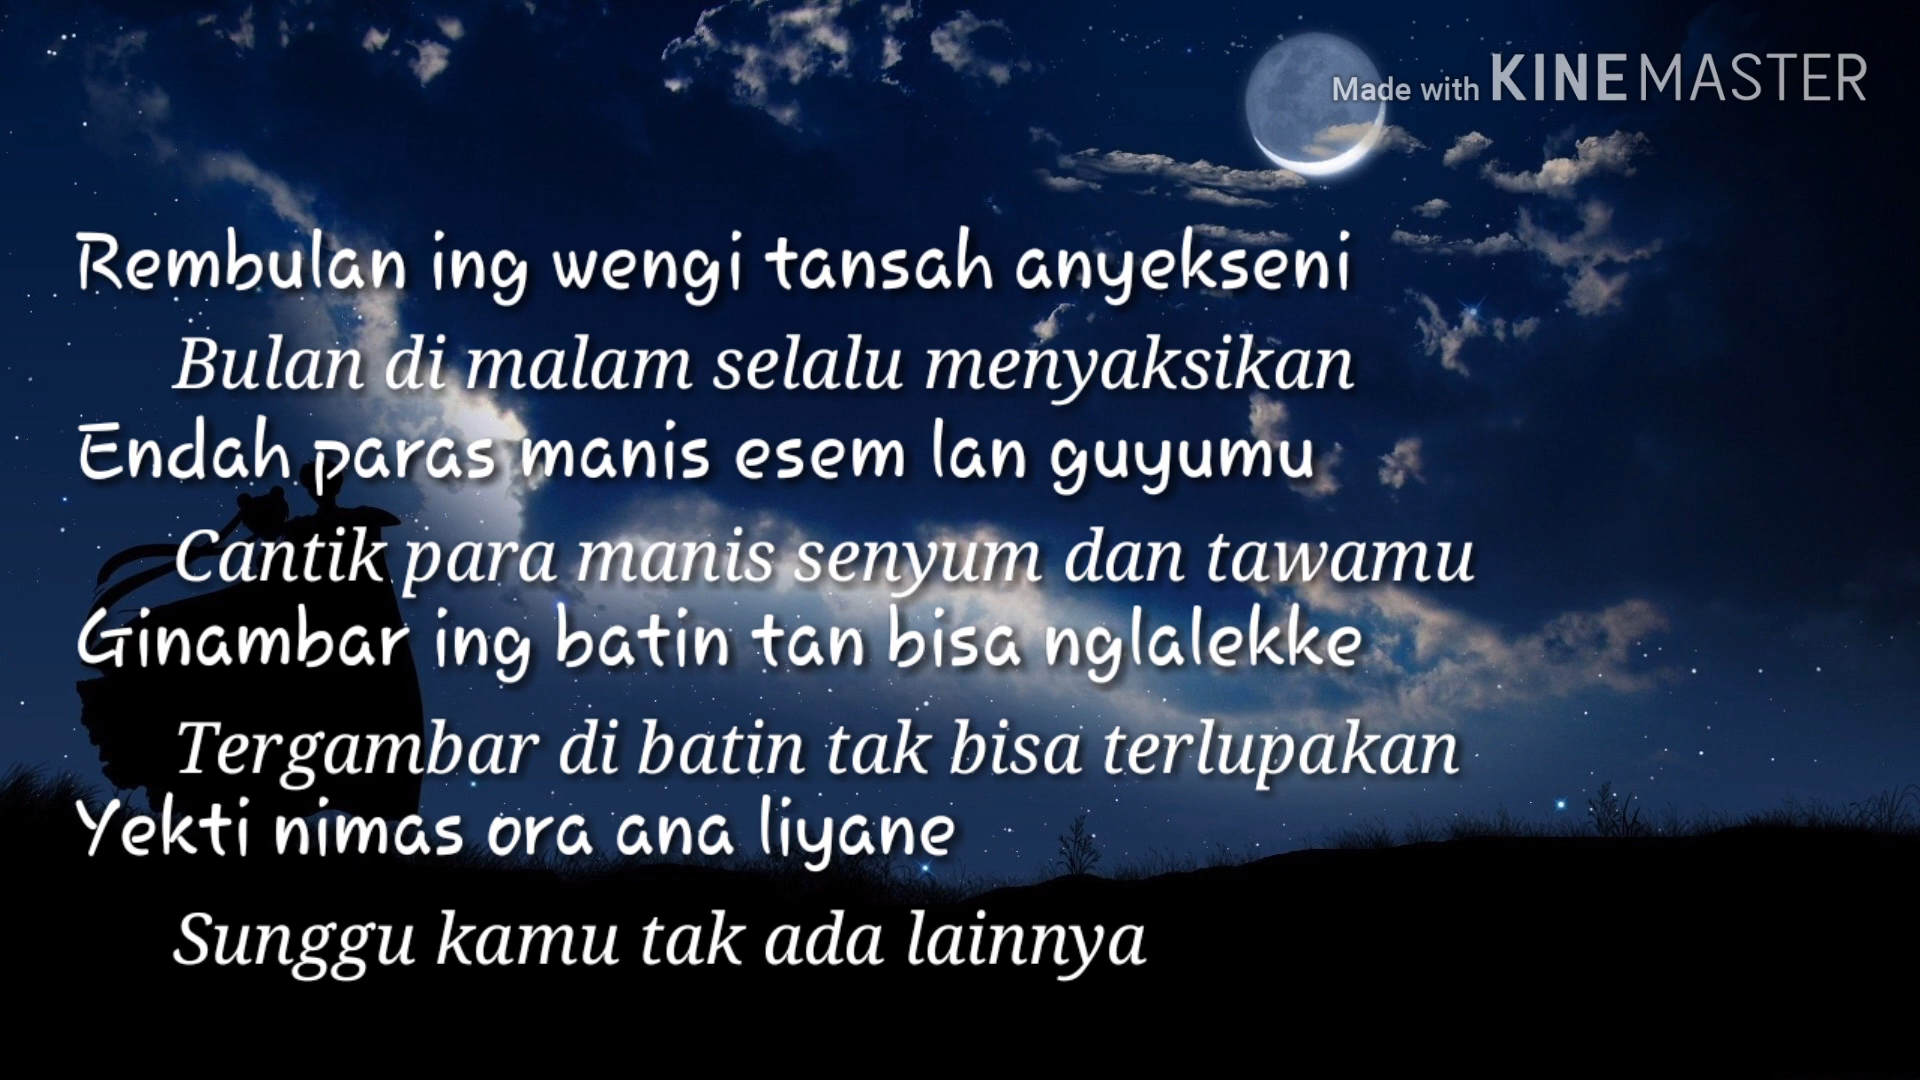 Made with KINEMASTER
Rembulan ing wengi tansah anyekseni
Bulan di malam selalu menyaksikan
Endah paras manis esem lan guyumu
Cantik para manis senyum dan tawamu
Ginambar ing batin tan bisa nglalekke
Tergambar di batin tak bisa terlupakan
Yekti nimas ora ana liyane
Sunggu kamu tak ada lainnya